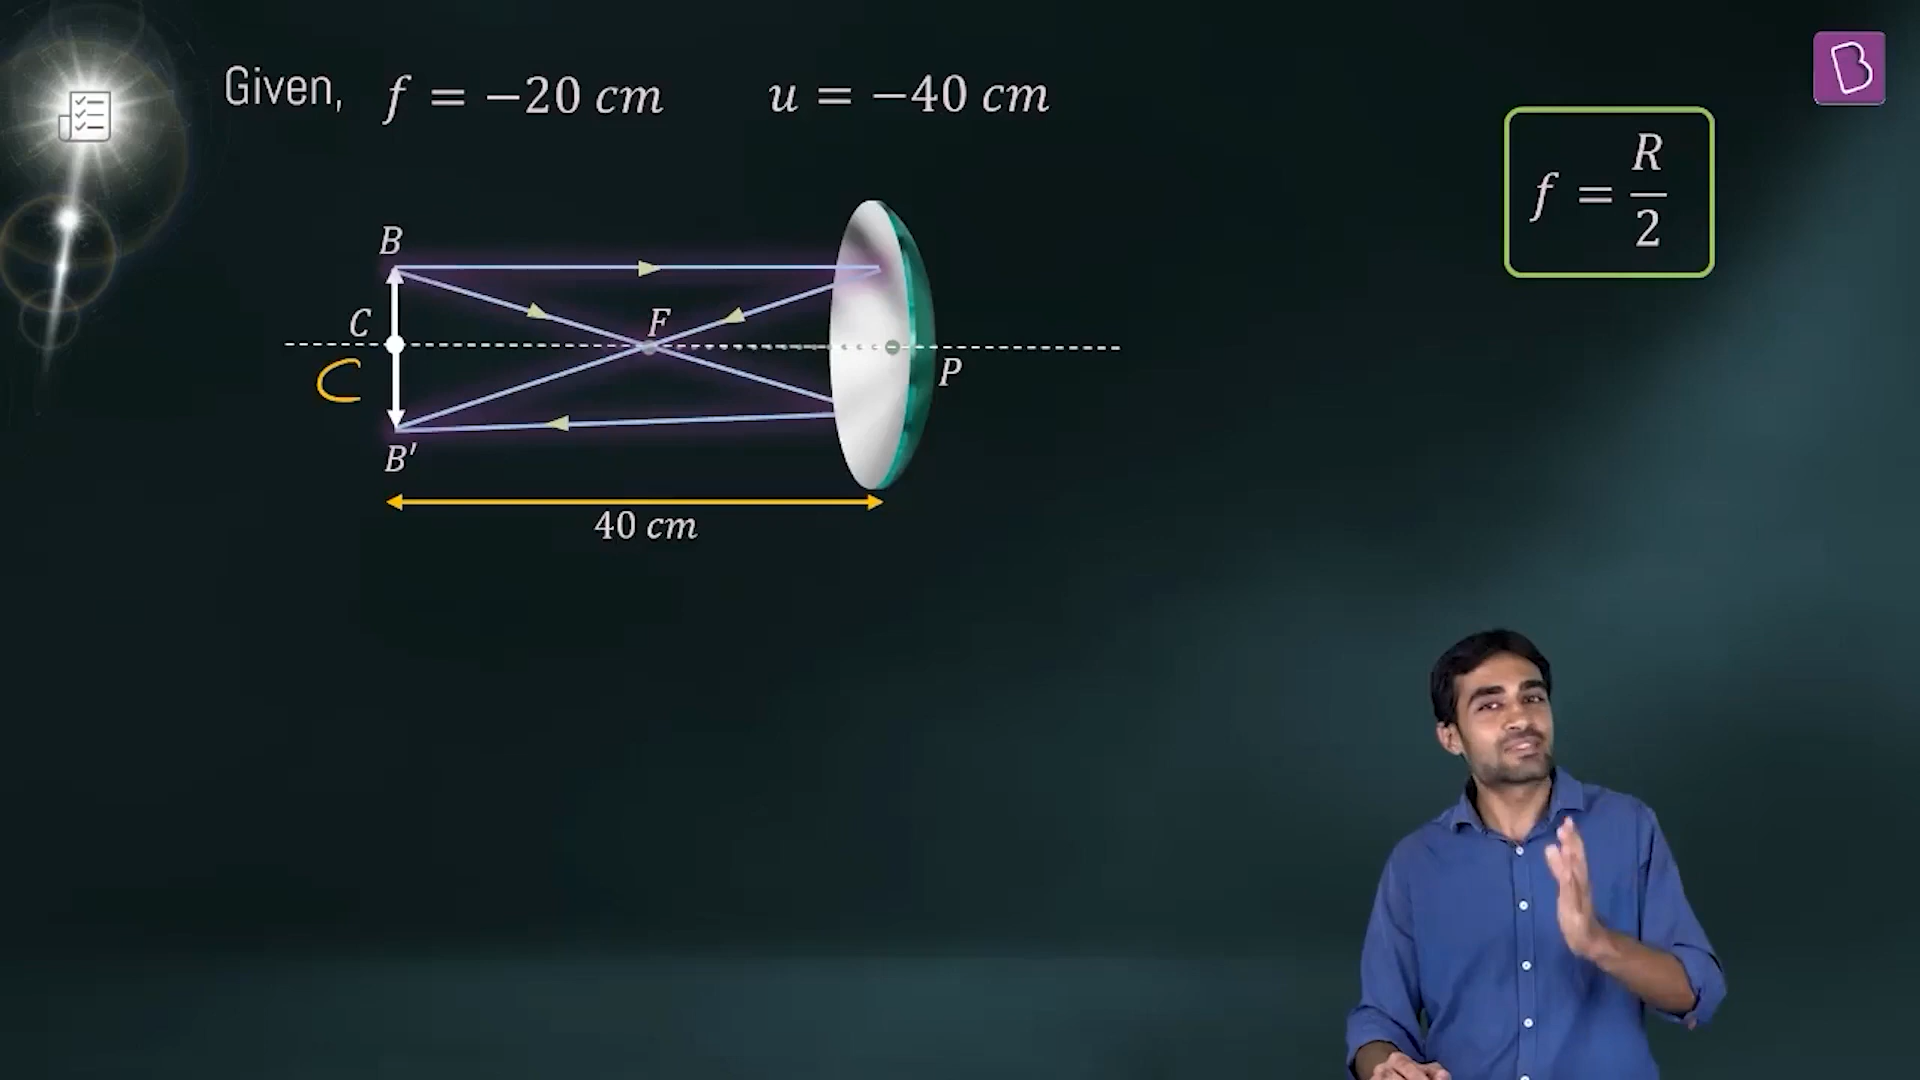 Given, f = −20 cm u = −40 cm
f = R/2
B
C
F
C
P
B′
40 cm
B